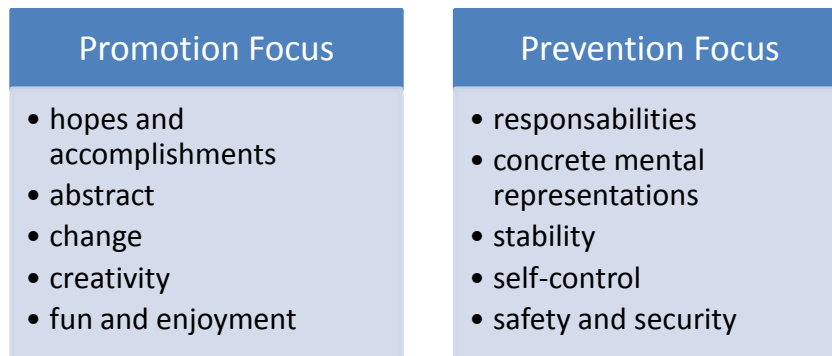 Promotion Focus
• hopes and
accomplishments
• abstract
• change
• creativity
• fun and enjoyment
Prevention Focus
• responsabilities
• concrete mental
representations
• stability
• self-control
• safety and security